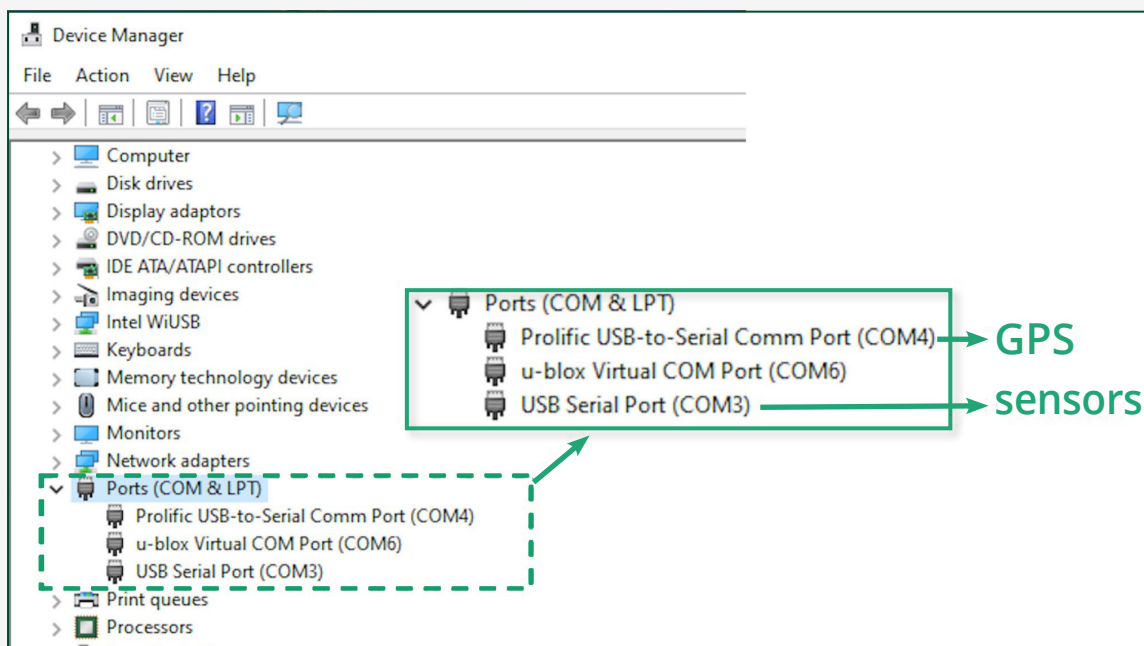 Device Manager
File Action View Help
Computer
Disk drives
Display adaptors
DVD/CD-ROM drives
IDE ATA/ATAPI controllers
Imaging devices
Intel WiUSB
Keyboards
Memory technology devices
Mice and other pointing devices
Monitors
Network adapters
Ports (COM & LPT)
Prolific USB-to-Serial Comm Port (COM4)
u-blox Virtual COM Port (COM6)
USB Serial Port (COM3)
Print queues
Processors
Ports (COM & LPT)
Prolific USB-to-Serial Comm Port (COM4)
GPS
u-blox Virtual COM Port (COM6)
USB Serial Port (COM3)
sensors